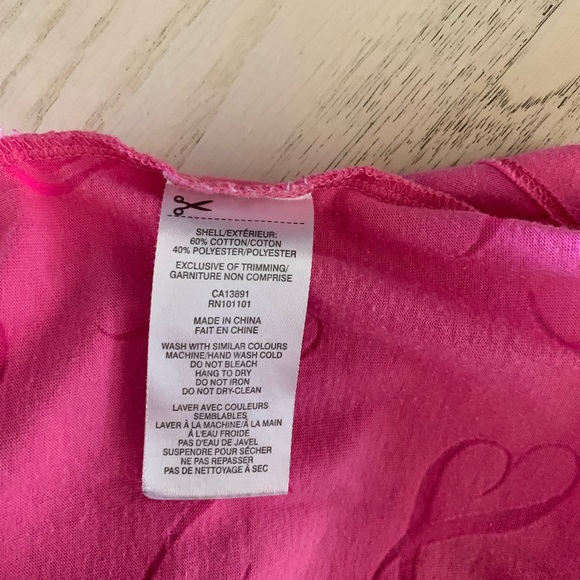 SHELL/EXTÉRIEUR:
60% COTTON/COTON
40% POLYESTER/POLYESTER
EXCLUSIVE OF TRIMMING/
GARNITURE NON COMPRISE
CA13891
RN101101
MADE IN CHINA
FAIT EN CHINE
WASH WITH SIMILAR COLOURS
MACHINE/HAND WASH COLD
DO NOT BLEACH
HANG TO DRY
DO NOT IRON
DO NOT DRY-CLEAN
LAVER AVEC COULEURS
SEMBLABLES
LAVER À LA MACHINE/À LA MAIN
À L'EAU FROIDE
PAS D'EAU DE JAVEL
SUSPENDRE POUR SÉCHER
NE PAS REPASSER
PAS DE NETTOYAGE À SEC